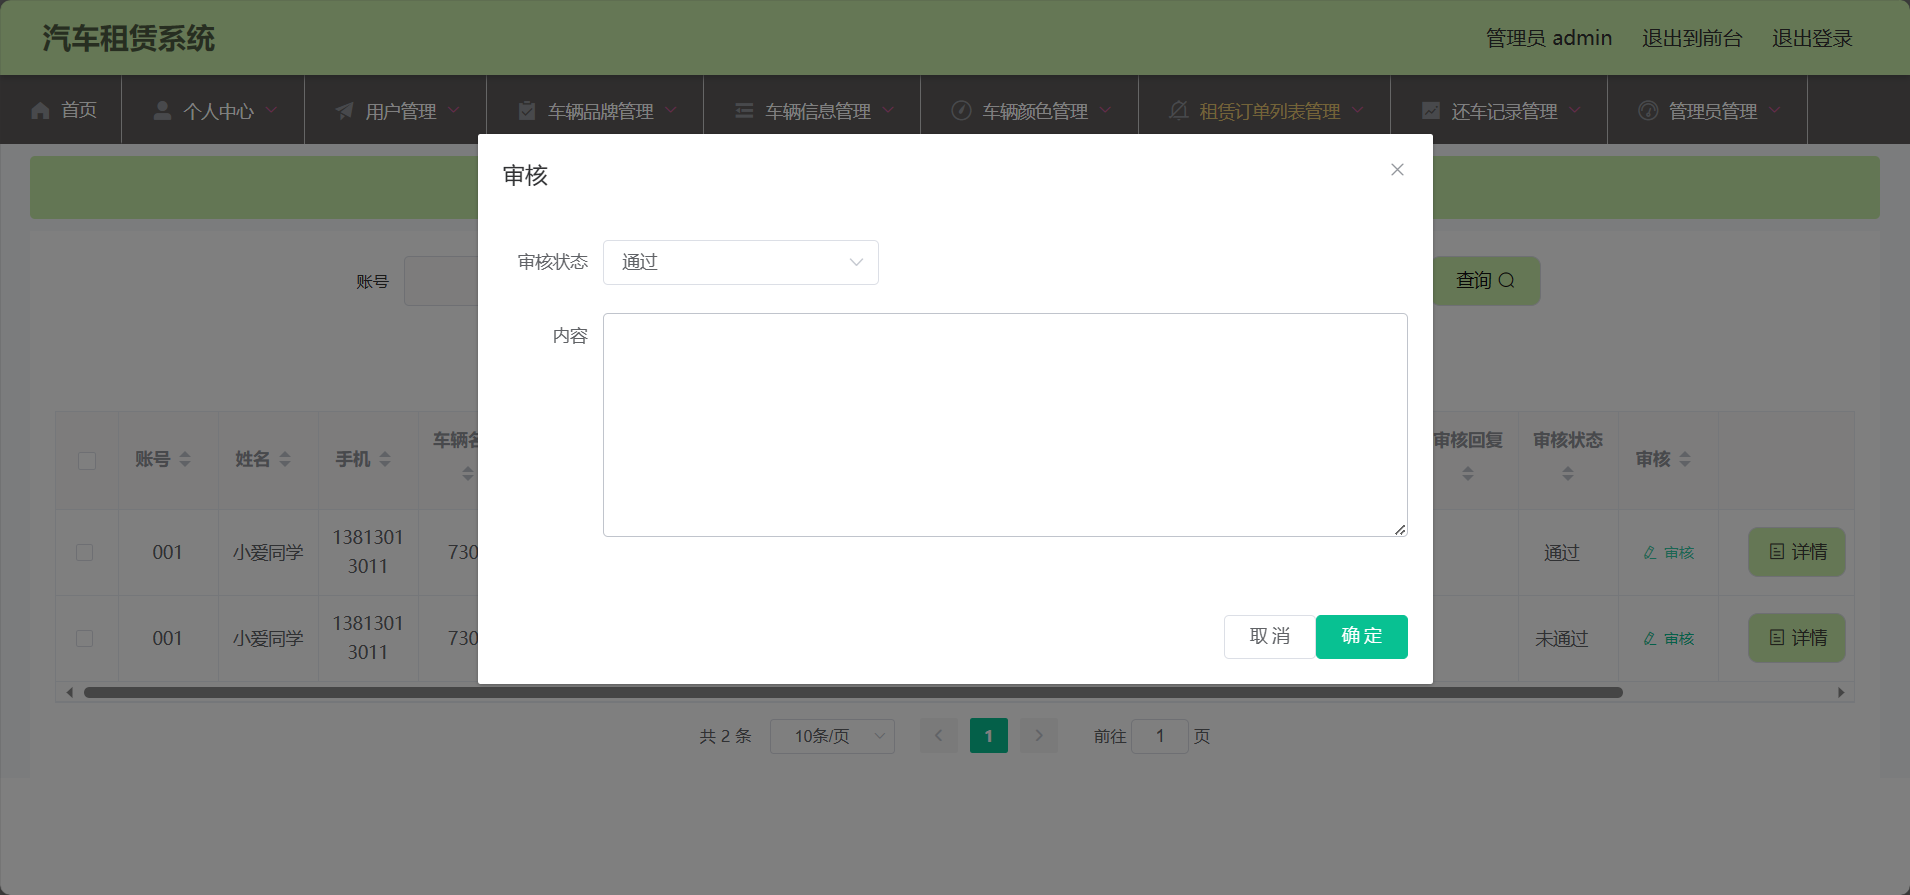 汽车租赁系统
管理员 admin 退出到前台 退出登录
首页 个人中心 用户管理 车辆品牌管理 车辆信息管理 车辆颜色管理 租赁订单列表管理 还车记录管理 管理员管理
审核
审核状态 通过
内容
取消 确定
账号 查询
账号 姓名 手机 车辆名 审核回复 审核状态 审核
001 小爱同学 1381301 730 通过 审核 详情
3011
001 小爱同学 1381301 730 未通过 审核 详情
3011
共 2 条 10条/页 1 前往 1 页